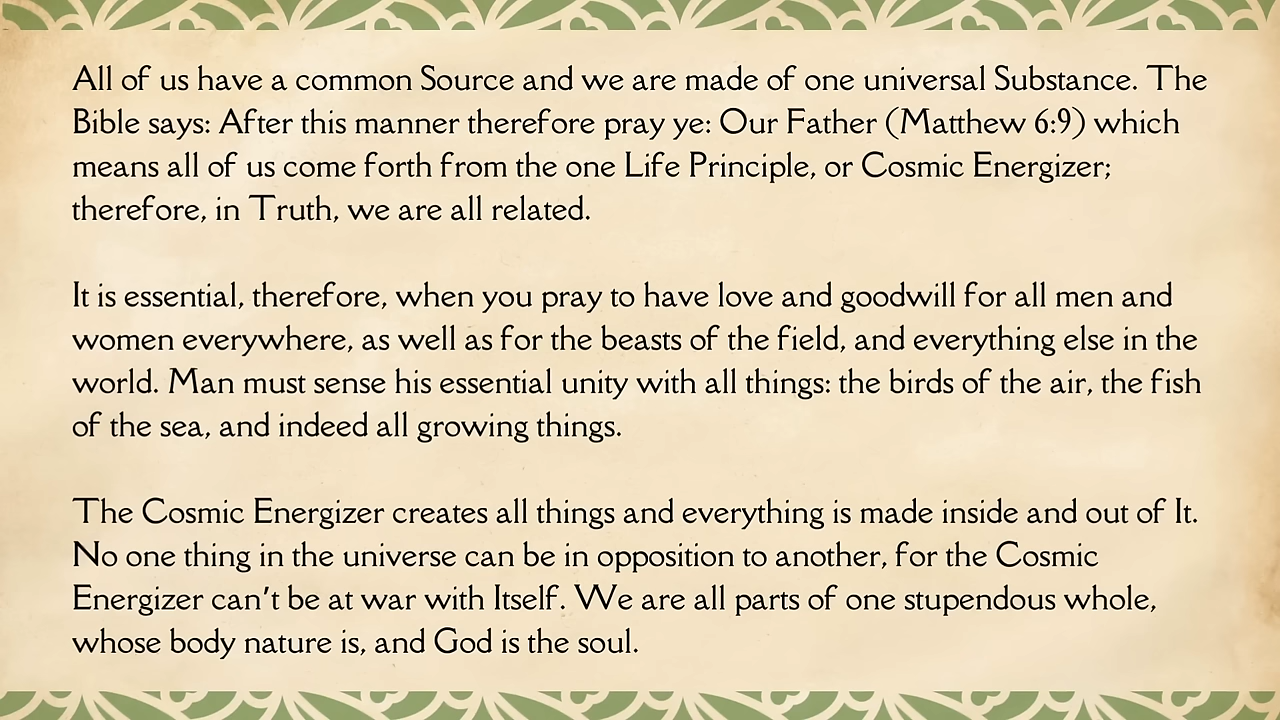 All of us have a common Source and we are made of one universal Substance. The
Bible says: After this manner therefore pray ye: Our Father (Matthew 6:9) which
means all of us come forth from the one Life Principle, or Cosmic Energizer;
therefore, in Truth, we are all related.
It is essential, therefore, when you pray to have love and goodwill for all men and
women everywhere, as well as for the beasts of the field, and everything else in the
world. Man must sense his essential unity with all things: the birds of the air, the fish
of the sea, and indeed all growing things.
The Cosmic Energizer creates all things and everything is made inside and out of It.
No one thing in the universe can be in opposition to another, for the Cosmic
Energizer can't be at war with Itself. We are all parts of one stupendous whole,
whose body nature is, and God is the soul.